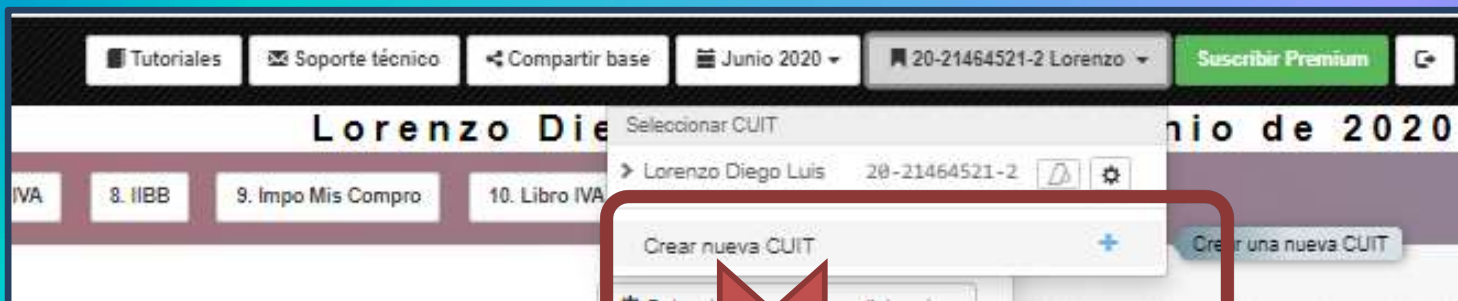 Tutoriales Soporte técnico Compartir base Junio 2020 20-21464521-2 Lorenzo Suscribir Premium
Lorenzo Die nio de 2020
Seleccionar CUIT
Lorenzo Diego Luis 20-21464521-2
IVA 8. IIBB 9. Impo Mis Compro 10. Libro IVA
Crear nueva CUIT +
Crear una nueva CUIT